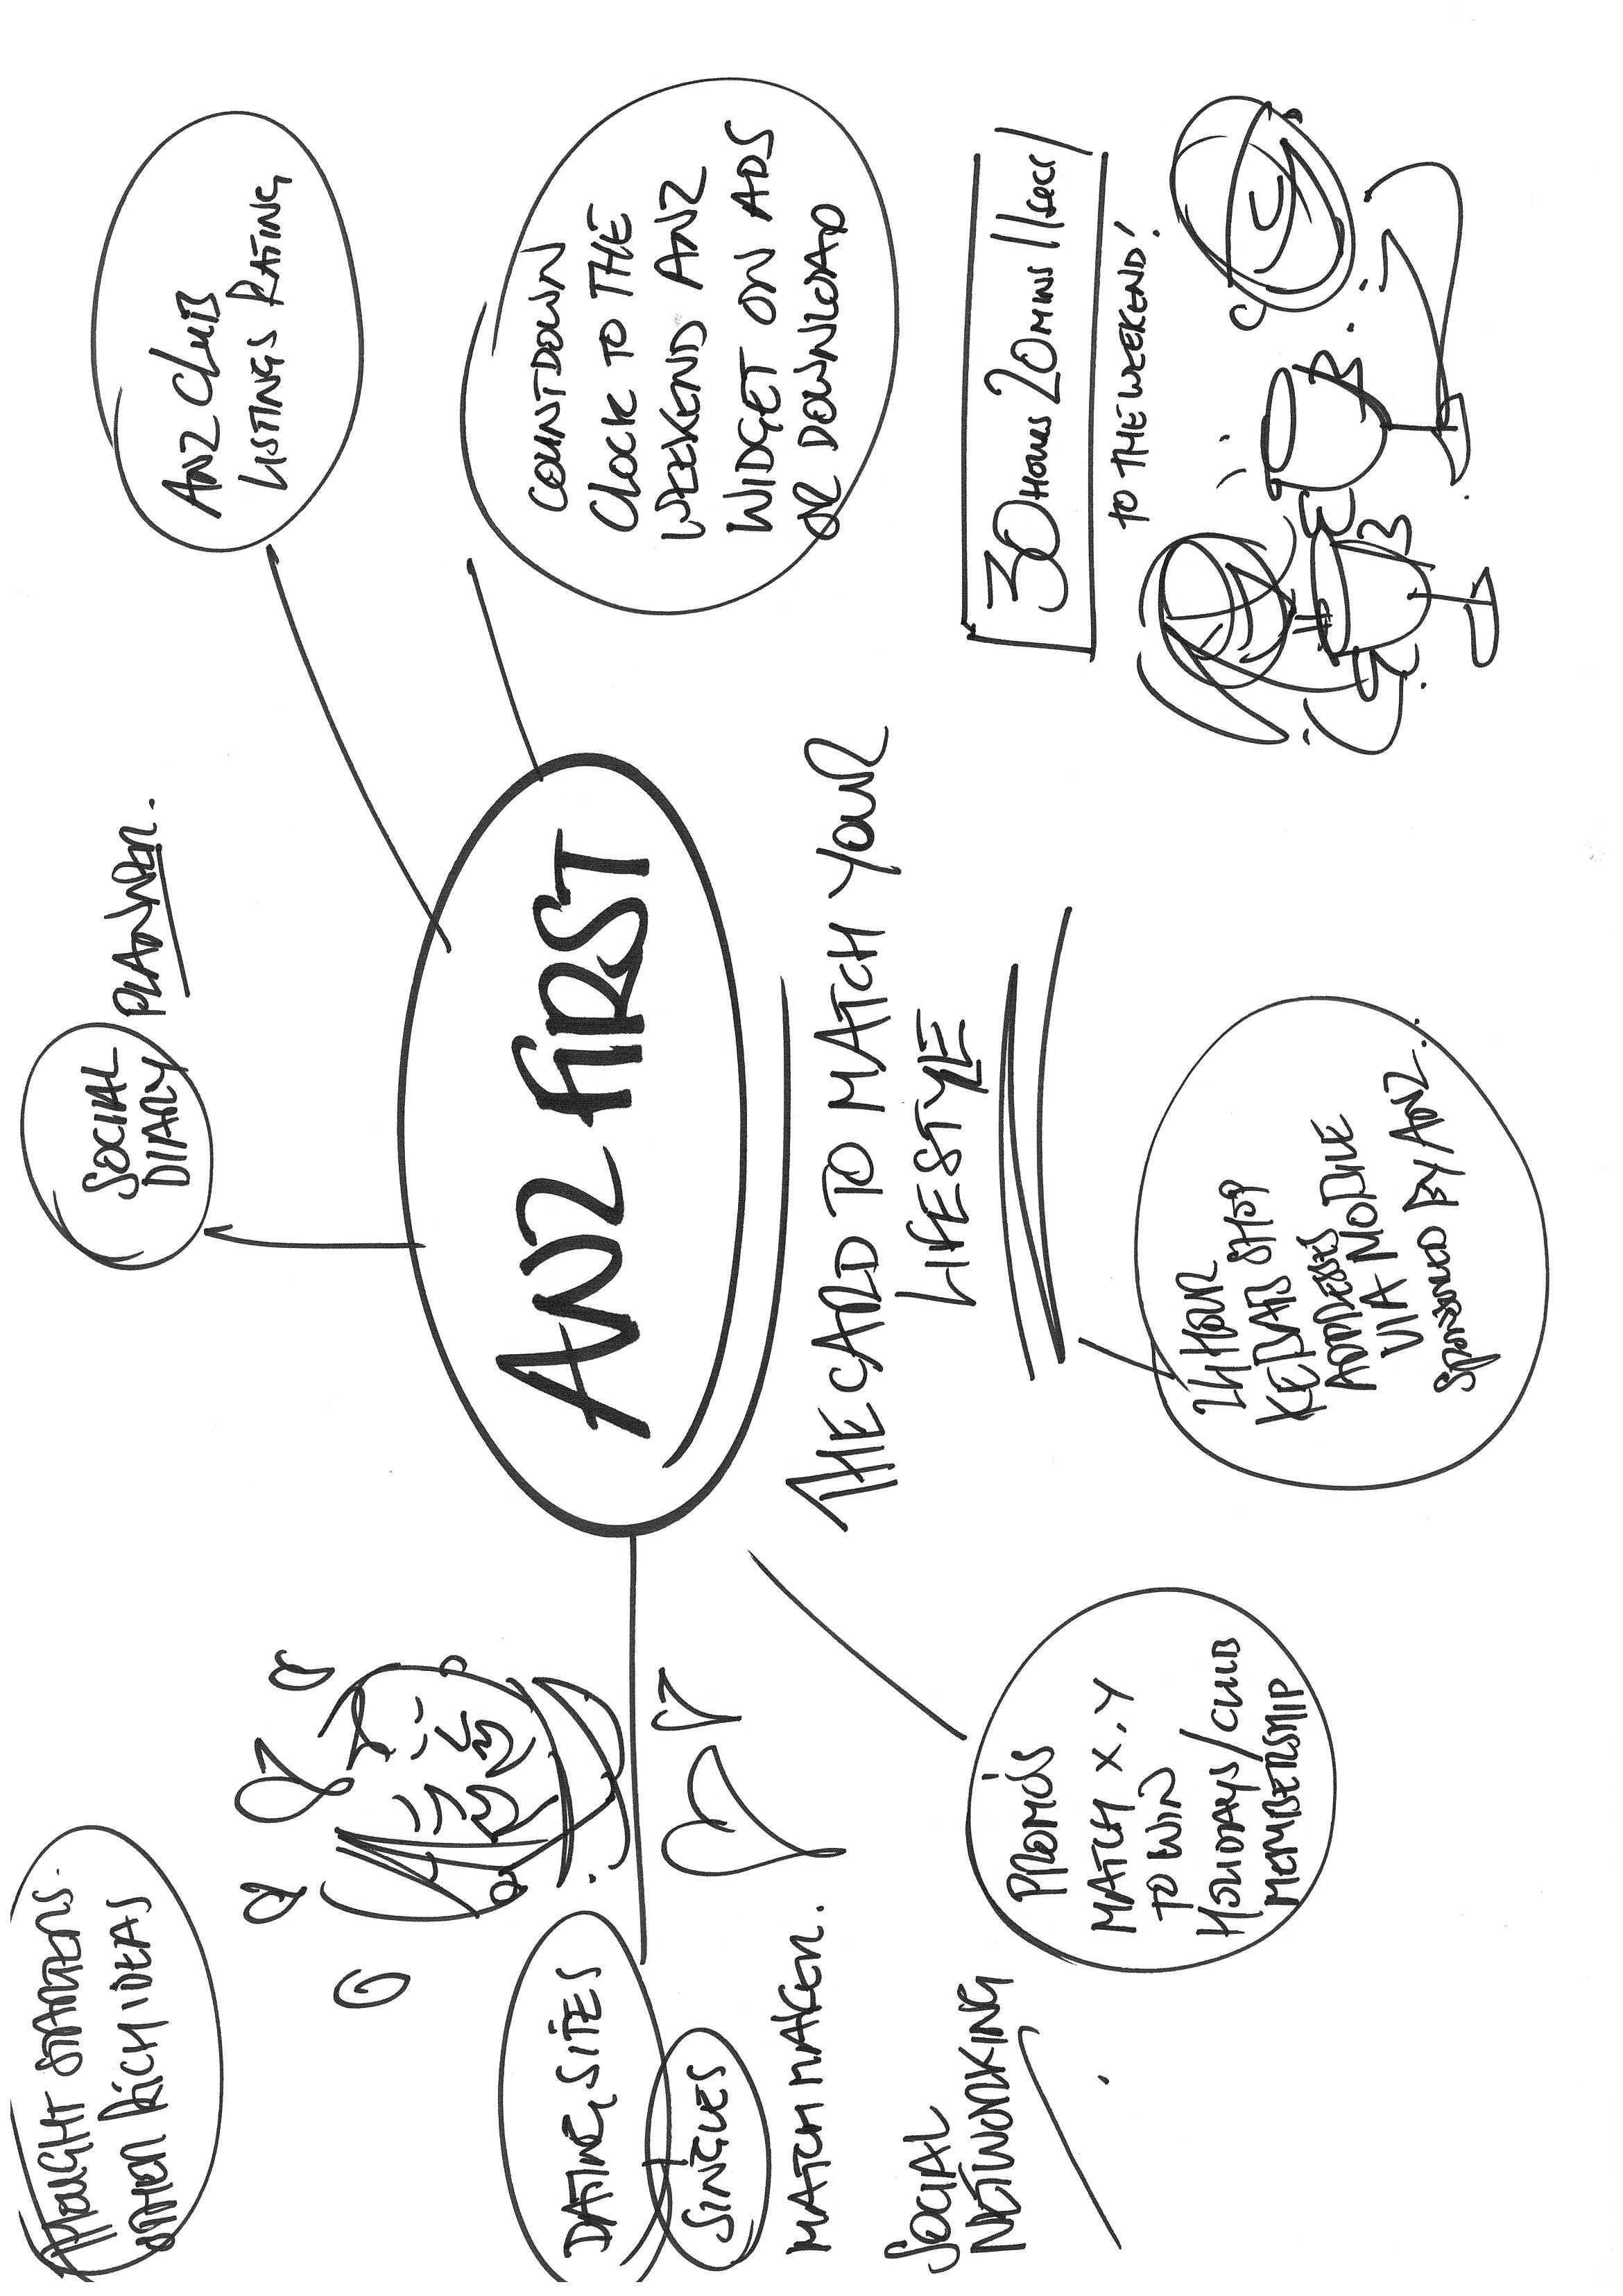 THOUGHT STARTERS.
OTHER RICH IDEAS
SOCIAL
DIARY PLANNER.
ANZ CLUB
LISTINGS RATING
ANZ FIRST
THE CARD TO MATCH YOUR
LIFESTYLE
COUNTDOWN
CLOCK TO THE
WEEKEND ANZ
WIDGET ON ADS
OR DOWNLOAD
30 HOURS 20 MINS 11 SECS
TO THE WEEKEND!
DATING SITES
SINGLES
MATCH MAKER.
SOCIAL
NETWORKING
PROMO'S
MATCH X, Y
TO WIN
HOLIDAYS/CLUB
MEMBERSHIP
24 HOUR
KEBAB SHOP
ADDRESSES
VIA MOBILE
SPONSORED BY ANZ..